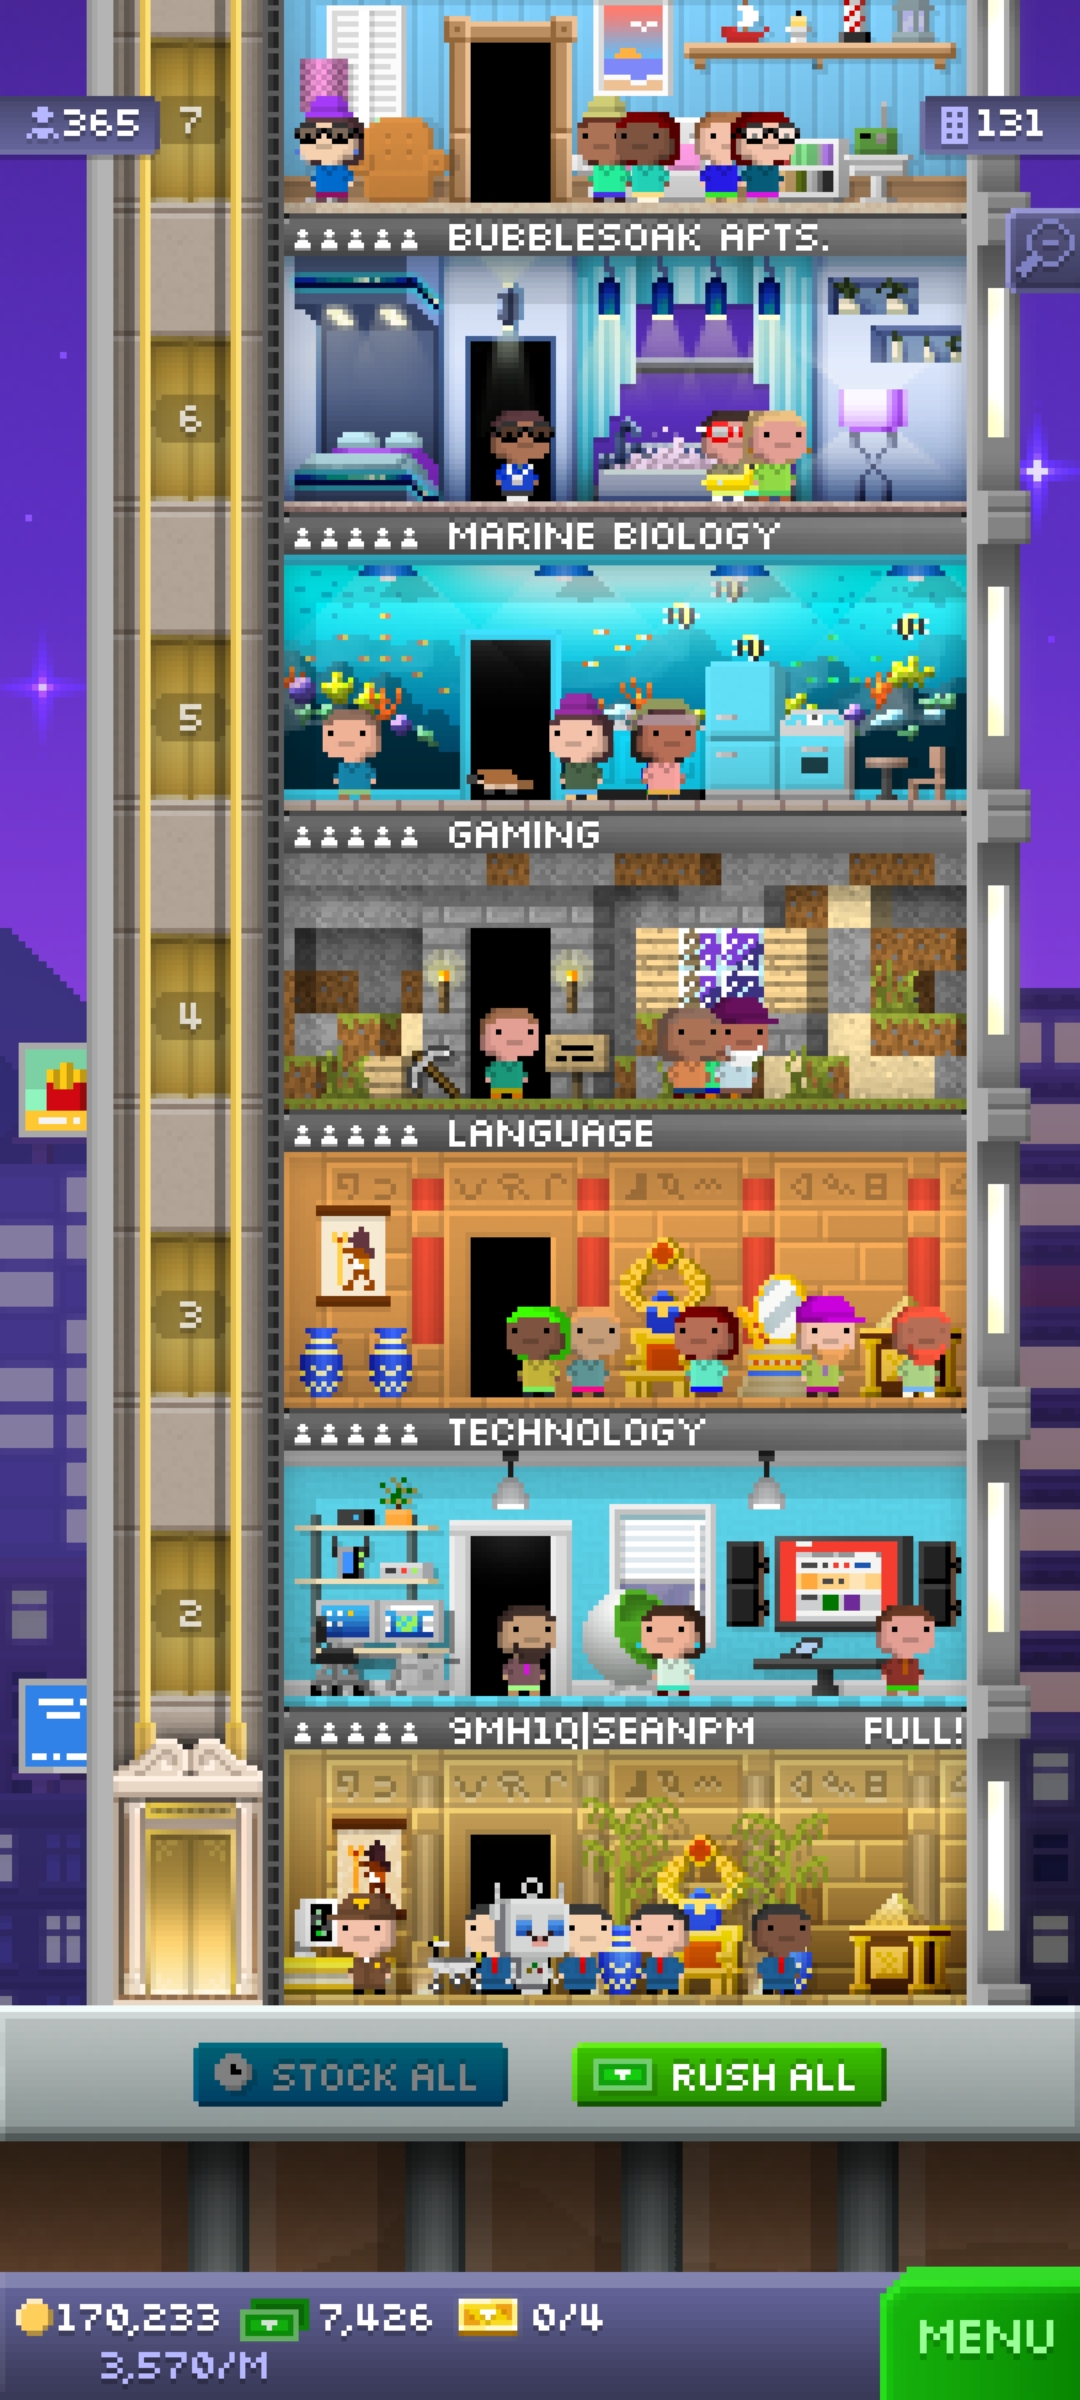 365
7
131
BUBBLESOAK APTS.
6
MARINE BIOLOGY
5
GAMING
4
LANGUAGE
3
TECHNOLOGY
2
9MH1Q|SEANPM FULL!
STOCK ALL
RUSH ALL
170,233 7,426 0/4
3,570/M
MENU